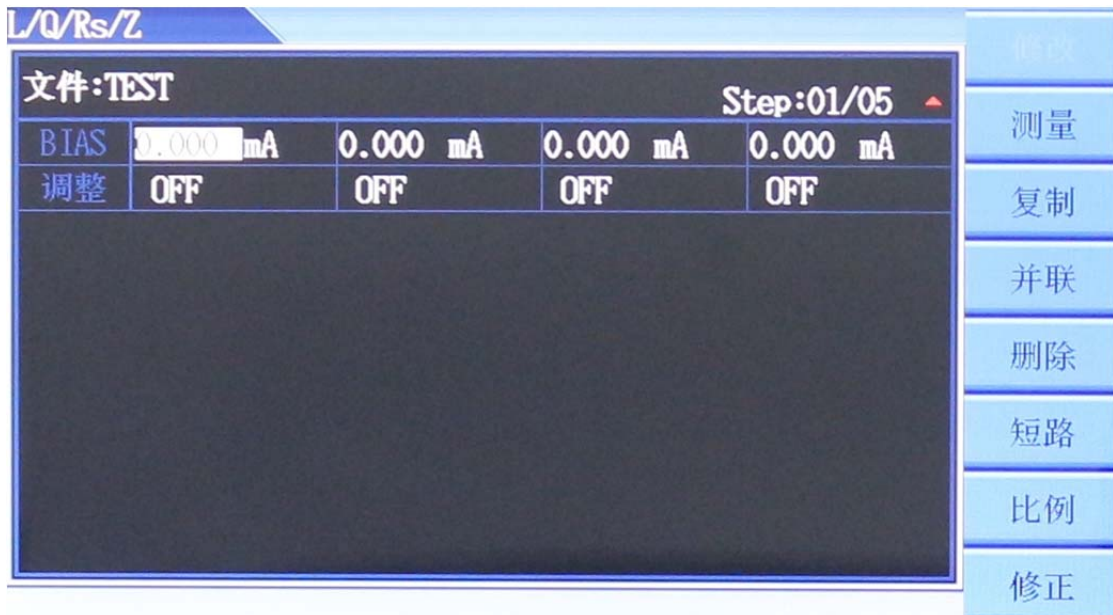 L/Q/Rs/Z
文件:TEST
Step:01/05
BIAS 0.000 mA 0.000 mA 0.000 mA 0.000 mA
调整 OFF OFF OFF OFF
修改
测量
复制
并联
删除
短路
比例
修正